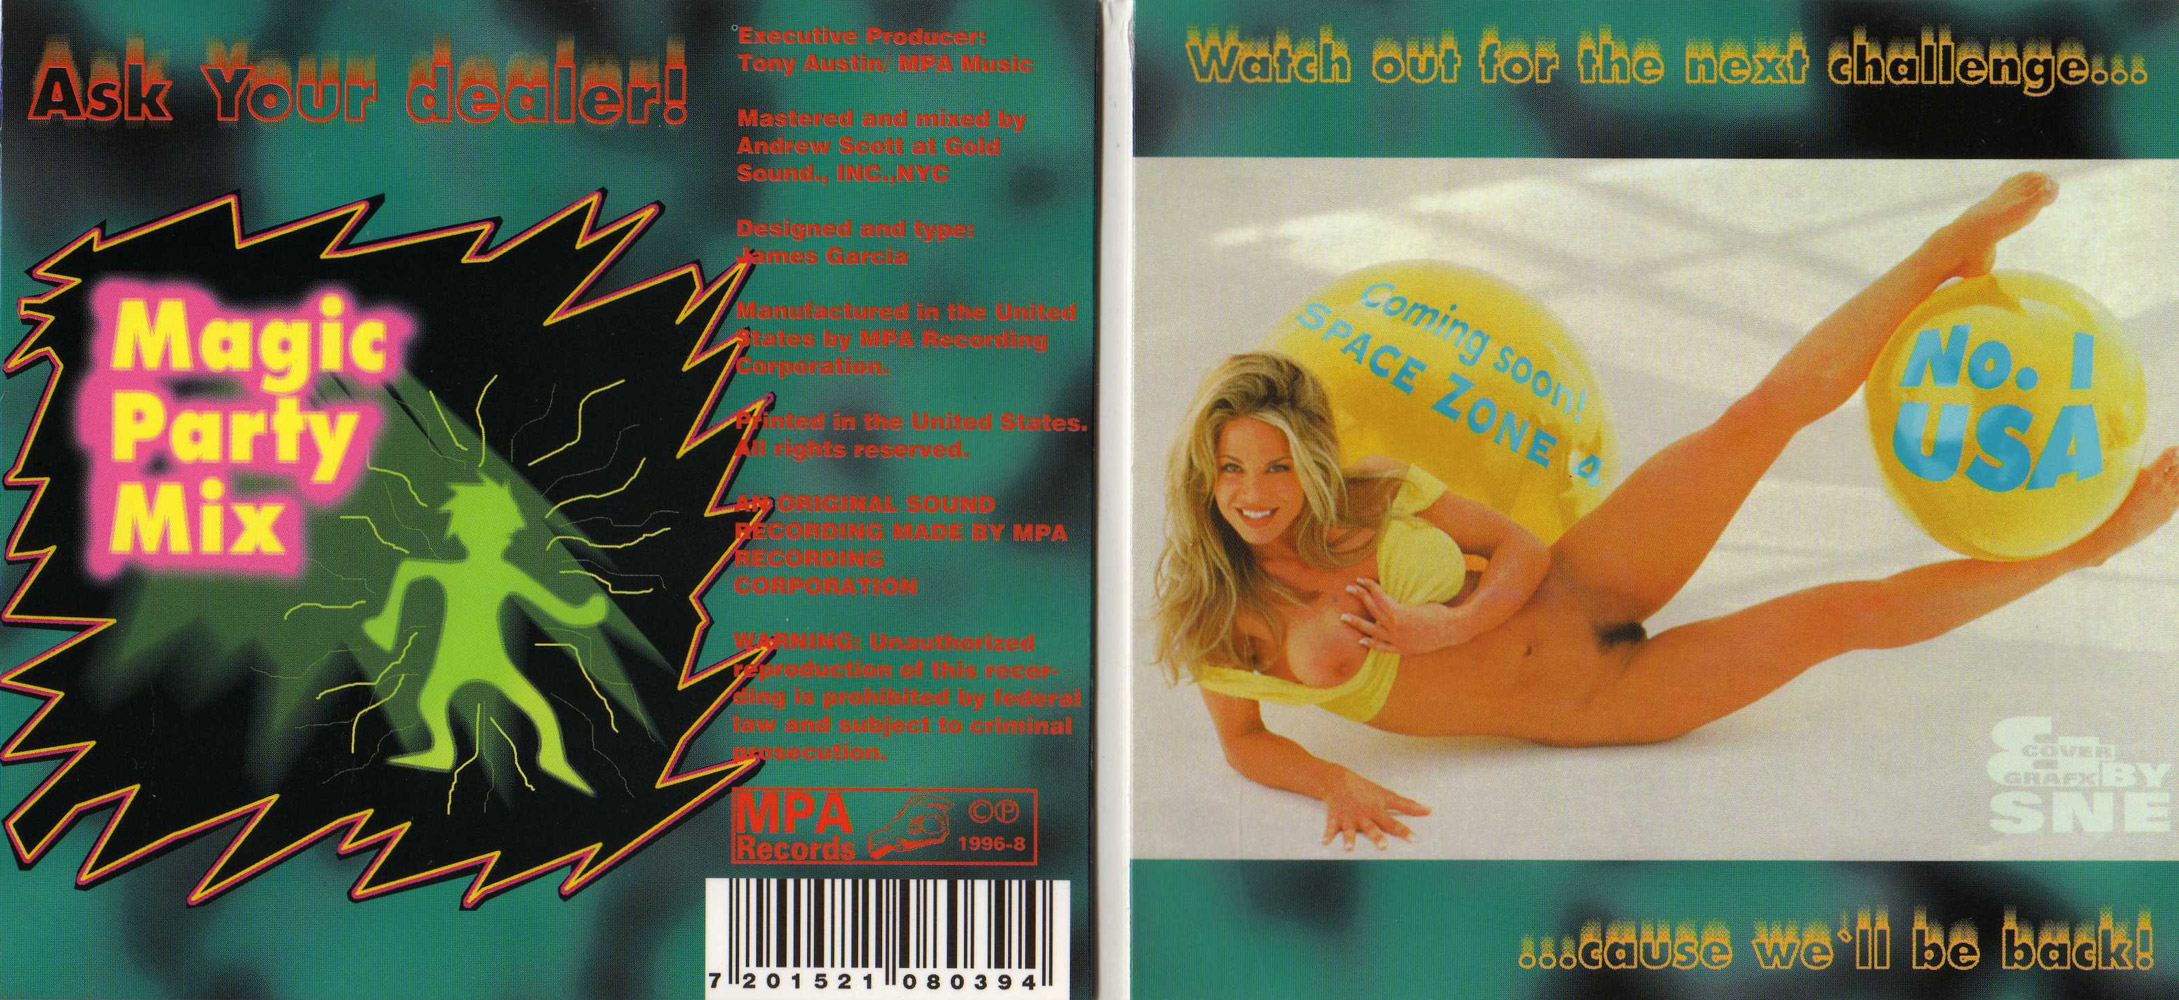 Ask Your dealer!
Magic
Party
Mix
Executive Producer:
Tony Austin/ MPA Music
Mastered and mixed by
Andrew Scott at Gold
Sound., INC.,NYC
Designed and type:
James Garcia
Manufactured in the United
States by MPA Recording
Corporation.
Printed in the United States.
All rights reserved.
AN ORIGINAL SOUND
RECORDING MADE BY MPA
RECORDING
CORPORATION
WARNING: Unauthorized
reproduction of this recor-
ding is prohibited by federal
law and subject to criminal
prosecution.
MPA
Records
©℗
1996-8
7 201521 080394
Watch out for the next challenge...
Coming soon!
SPACE ZONE 4
No. 1
USA
COVER
GRAFX BY
SNE
...cause we'll be back!